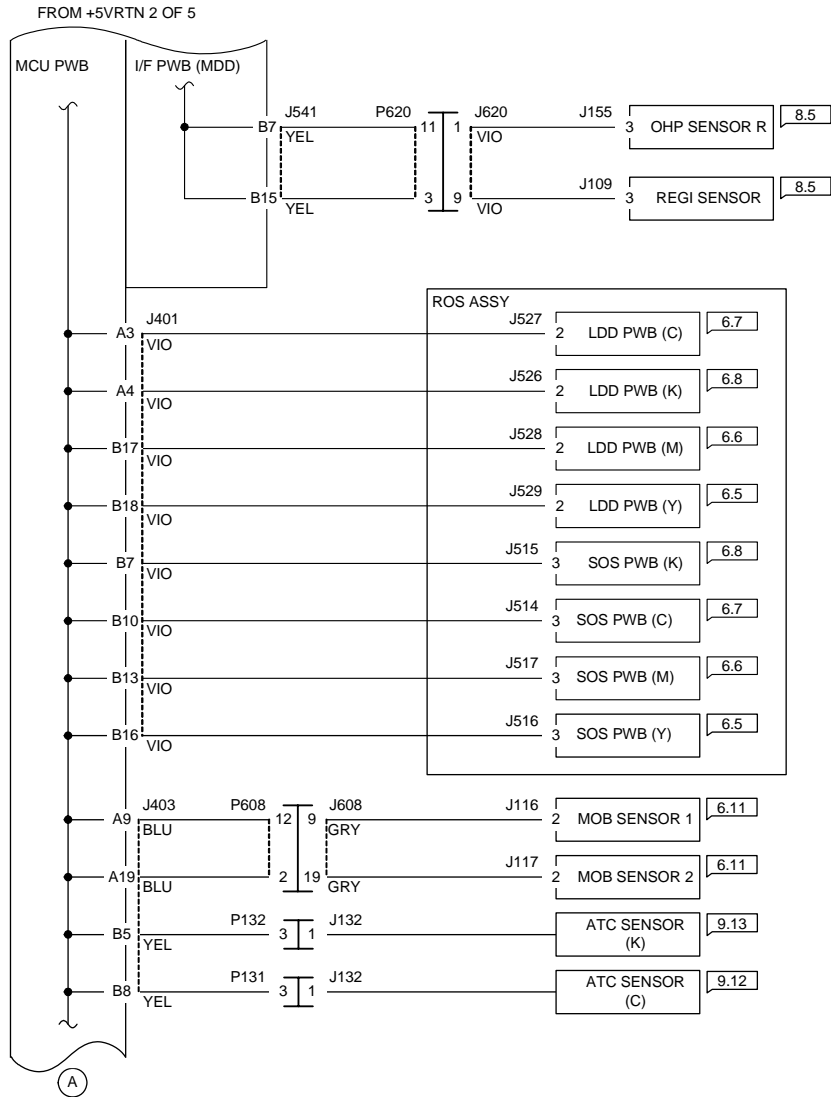 FROM +5VRTN 2 OF 5
MCU PWB
I/F PWB (MDD)
B7 J541 YEL P620 11 1 J620 VIO J155 3 OHP SENSOR R 8.5
B15 YEL 3 9 VIO J109 3 REGI SENSOR 8.5
ROS ASSY
A3 J401 VIO J527 2 LDD PWB (C) 6.7
A4 VIO J526 2 LDD PWB (K) 6.8
B17 VIO J528 2 LDD PWB (M) 6.6
B18 VIO J529 2 LDD PWB (Y) 6.5
B7 VIO J515 3 SOS PWB (K) 6.8
B10 VIO J514 3 SOS PWB (C) 6.7
B13 VIO J517 3 SOS PWB (M) 6.6
B16 VIO J516 3 SOS PWB (Y) 6.5
A9 J403 BLU P608 12 9 J608 GRY J116 2 MOB SENSOR 1 6.11
A19 BLU 2 19 GRY J117 2 MOB SENSOR 2 6.11
B5 YEL P132 3 1 J132 ATC SENSOR (K) 9.13
B8 YEL P131 3 1 J132 ATC SENSOR (C) 9.12
A